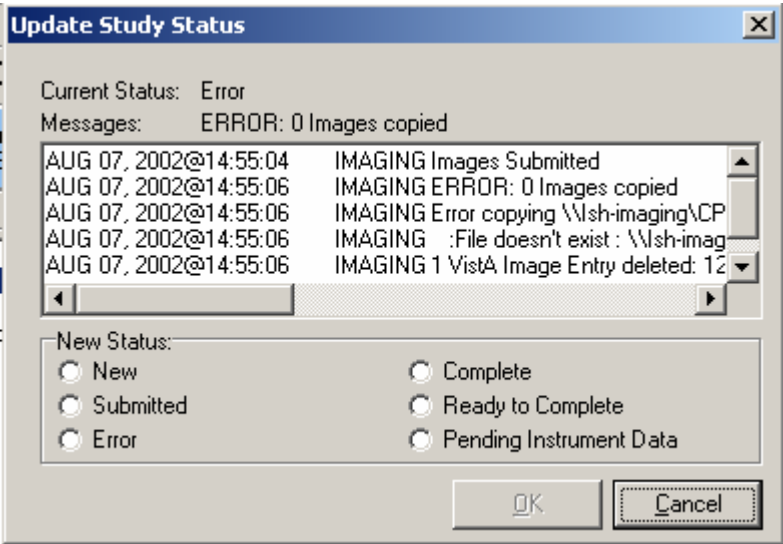 Update Study Status
Current Status: Error
Messages: ERROR: 0 Images copied
AUG 07, 2002@14:55:04 IMAGING Images Submitted
AUG 07, 2002@14:55:06 IMAGING ERROR: 0 Images copied
AUG 07, 2002@14:55:06 IMAGING Error copying \\lsh-imaging\CP
AUG 07, 2002@14:55:06 IMAGING :File doesn't exist : \\lsh-imag
AUG 07, 2002@14:55:06 IMAGING 1 VistA Image Entry deleted: 12
New Status:
New Complete
Submitted Ready to Complete
Error Pending Instrument Data
OK Cancel